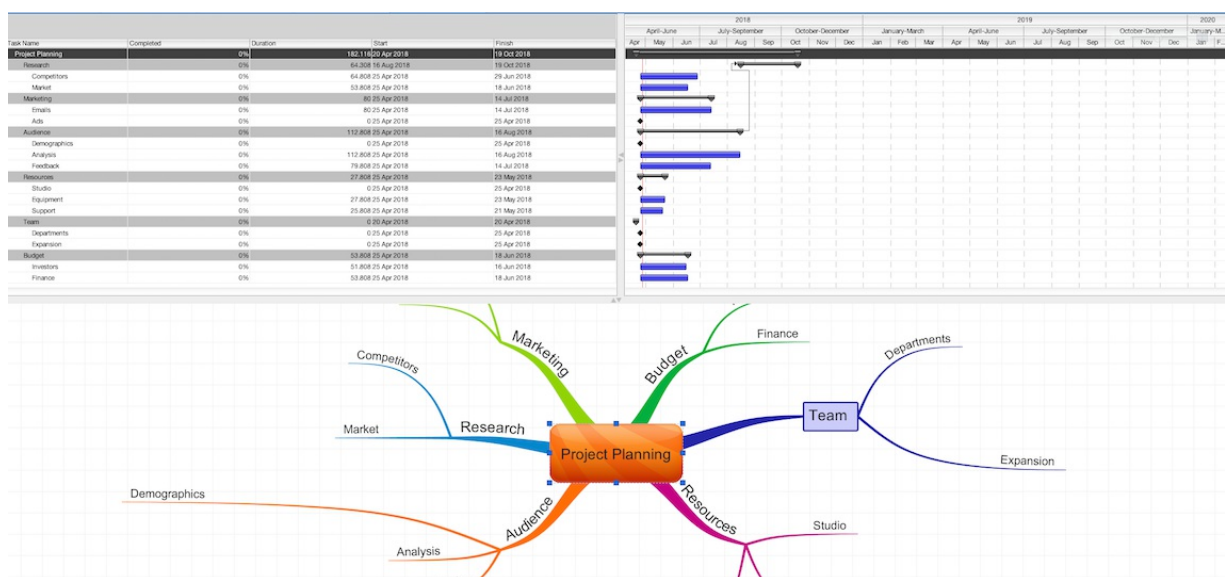 2018 2019 2020
April-June July-September October-December January-March April-June July-September October-December January-M...
Task Name Completed Duration Start Finish Apr May Jun Jul Aug Sep Oct Nov Dec Jan Feb Mar Apr May Jun Jul Aug Sep Oct Nov Dec Jan F...
Project Planning 0% 182.116 20 Apr 2018 19 Oct 2018
Research 0% 64.308 16 Aug 2018 19 Oct 2018
Competitors 0% 64.808 25 Apr 2018 29 Jun 2018
Market 0% 53.808 25 Apr 2018 18 Jun 2018
Marketing 0% 80 25 Apr 2018 14 Jul 2018
Emails 0% 80 25 Apr 2018 14 Jul 2018
Ads 0% 0 25 Apr 2018 25 Apr 2018
Audience 0% 112.808 25 Apr 2018 16 Aug 2018
Demographics 0% 0 25 Apr 2018 25 Apr 2018
Analysis 0% 112.808 25 Apr 2018 16 Aug 2018
Feedback 0% 79.808 25 Apr 2018 14 Jul 2018
Resources 0% 27.808 25 Apr 2018 23 May 2018
Studio 0% 0 25 Apr 2018 25 Apr 2018
Equipment 0% 27.808 25 Apr 2018 23 May 2018
Support 0% 25.808 25 Apr 2018 21 May 2018
Team 0% 0 20 Apr 2018 20 Apr 2018
Departments 0% 0 25 Apr 2018 25 Apr 2018
Expansion 0% 0 25 Apr 2018 25 Apr 2018
Budget 0% 53.808 25 Apr 2018 18 Jun 2018
Investors 0% 51.808 25 Apr 2018 16 Jun 2018
Finance 0% 53.808 25 Apr 2018 18 Jun 2018
Marketing
Budget
Finance
Departments
Competitors
Market
Research
Team
Project Planning
Expansion
Demographics
Audience
Resources
Studio
Analysis